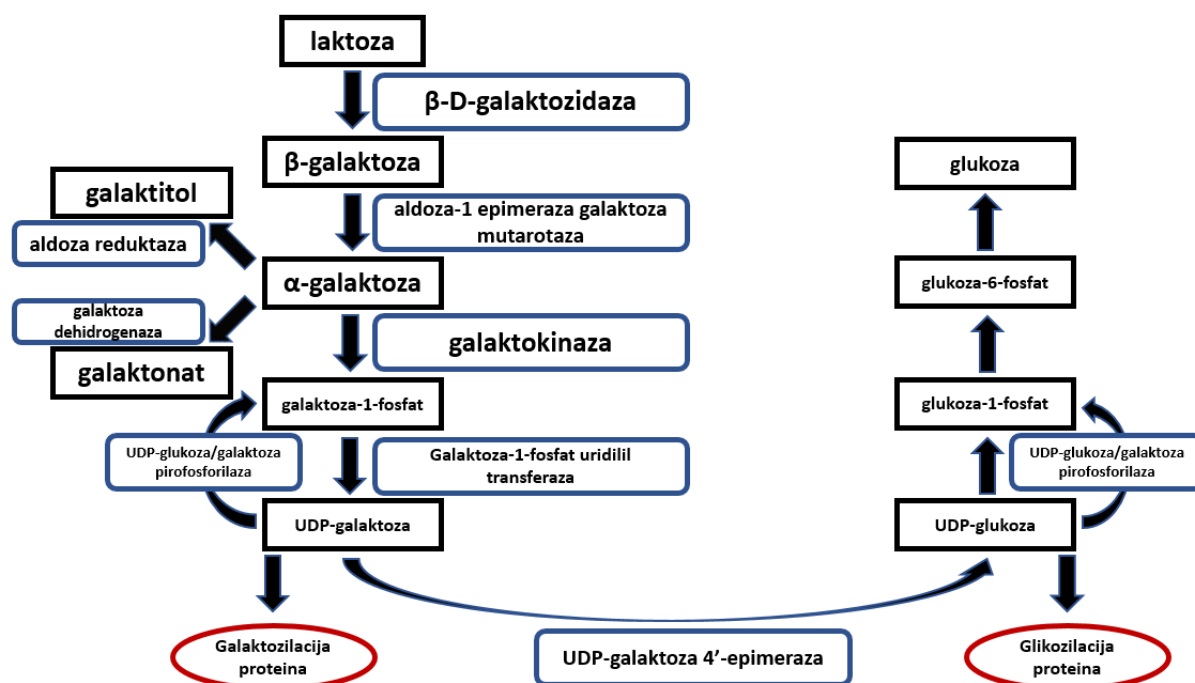 laktoza
β-D-galaktozidaza
β-galaktoza
aldoza-1 epimeraza galaktoza
mutarotaza
galaktitol
aldoza reduktaza
α-galaktoza
galaktoza
dehidrogenaza
galaktonat
galaktokinaza
galaktoza-1-fosfat
UDP-glukoza/galaktoza
pirofosforilaza
Galaktoza-1-fosfat uridilil
transferaza
UDP-galaktoza
Galaktozilacija
proteina
UDP-galaktoza 4’-epimeraza
glukoza
glukoza-6-fosfat
glukoza-1-fosfat
UDP-glukoza/galaktoza
pirofosforilaza
UDP-glukoza
Glikozilacija
proteina